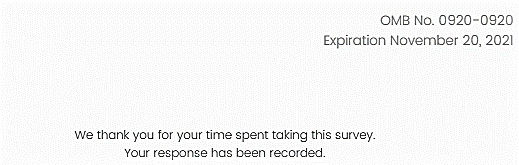 OMB No. 0920-0920
Expiration November 20, 2021
We thank you for your time spent taking this survey.
Your response has been recorded.